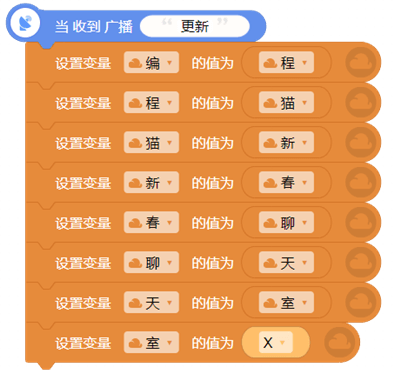 当 收到 广播 “ 更新 ”
设置变量 编 的值为 程
设置变量 程 的值为 猫
设置变量 猫 的值为 新
设置变量 新 的值为 春
设置变量 春 的值为 聊
设置变量 聊 的值为 天
设置变量 天 的值为 室
设置变量 室 的值为 X